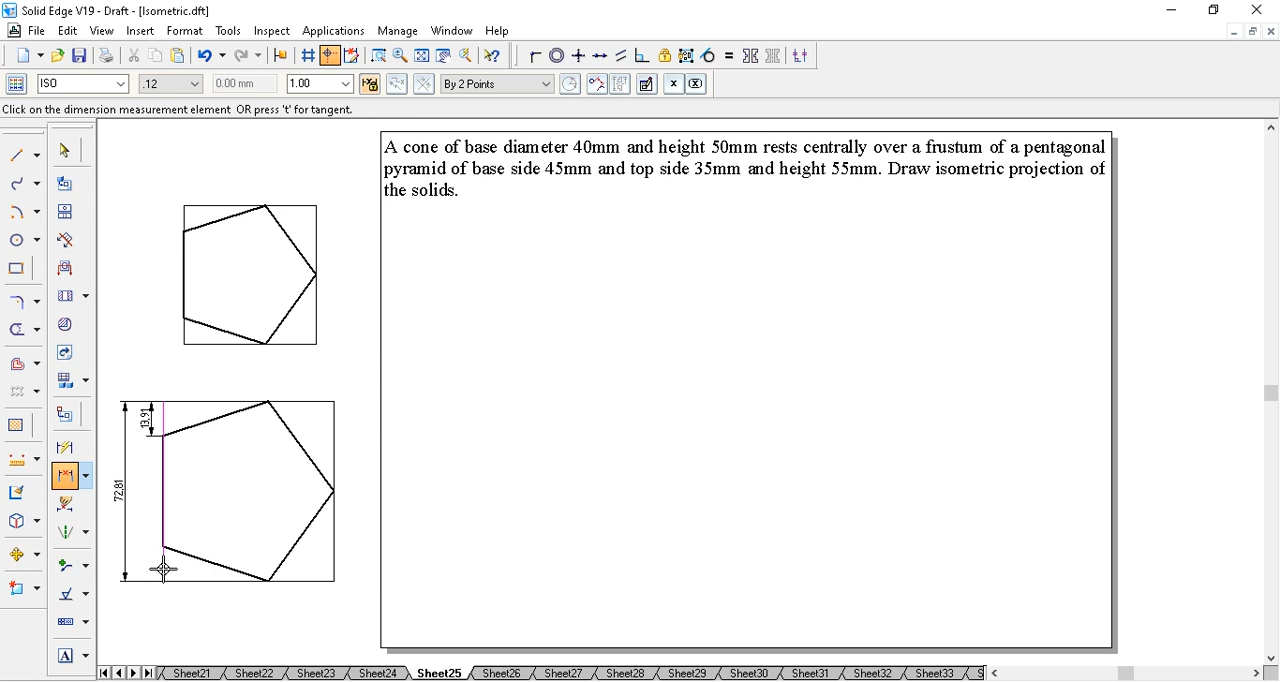 Solid Edge V19 - Draft - [Isometric.dft]
File Edit View Insert Format Tools Inspect Applications Manage Window Help
ISO .12 0.00 mm 1.00 By 2 Points
Click on the dimension measurement element OR press 't' for tangent.
A cone of base diameter 40mm and height 50mm rests centrally over a frustum of a pentagonal
pyramid of base side 45mm and top side 35mm and height 55mm. Draw isometric projection of
the solids.
13,91
72,81
A
Sheet21 Sheet22 Sheet23 Sheet24 Sheet25 Sheet26 Sheet27 Sheet28 Sheet29 Sheet30 Sheet31 Sheet32 Sheet33 S